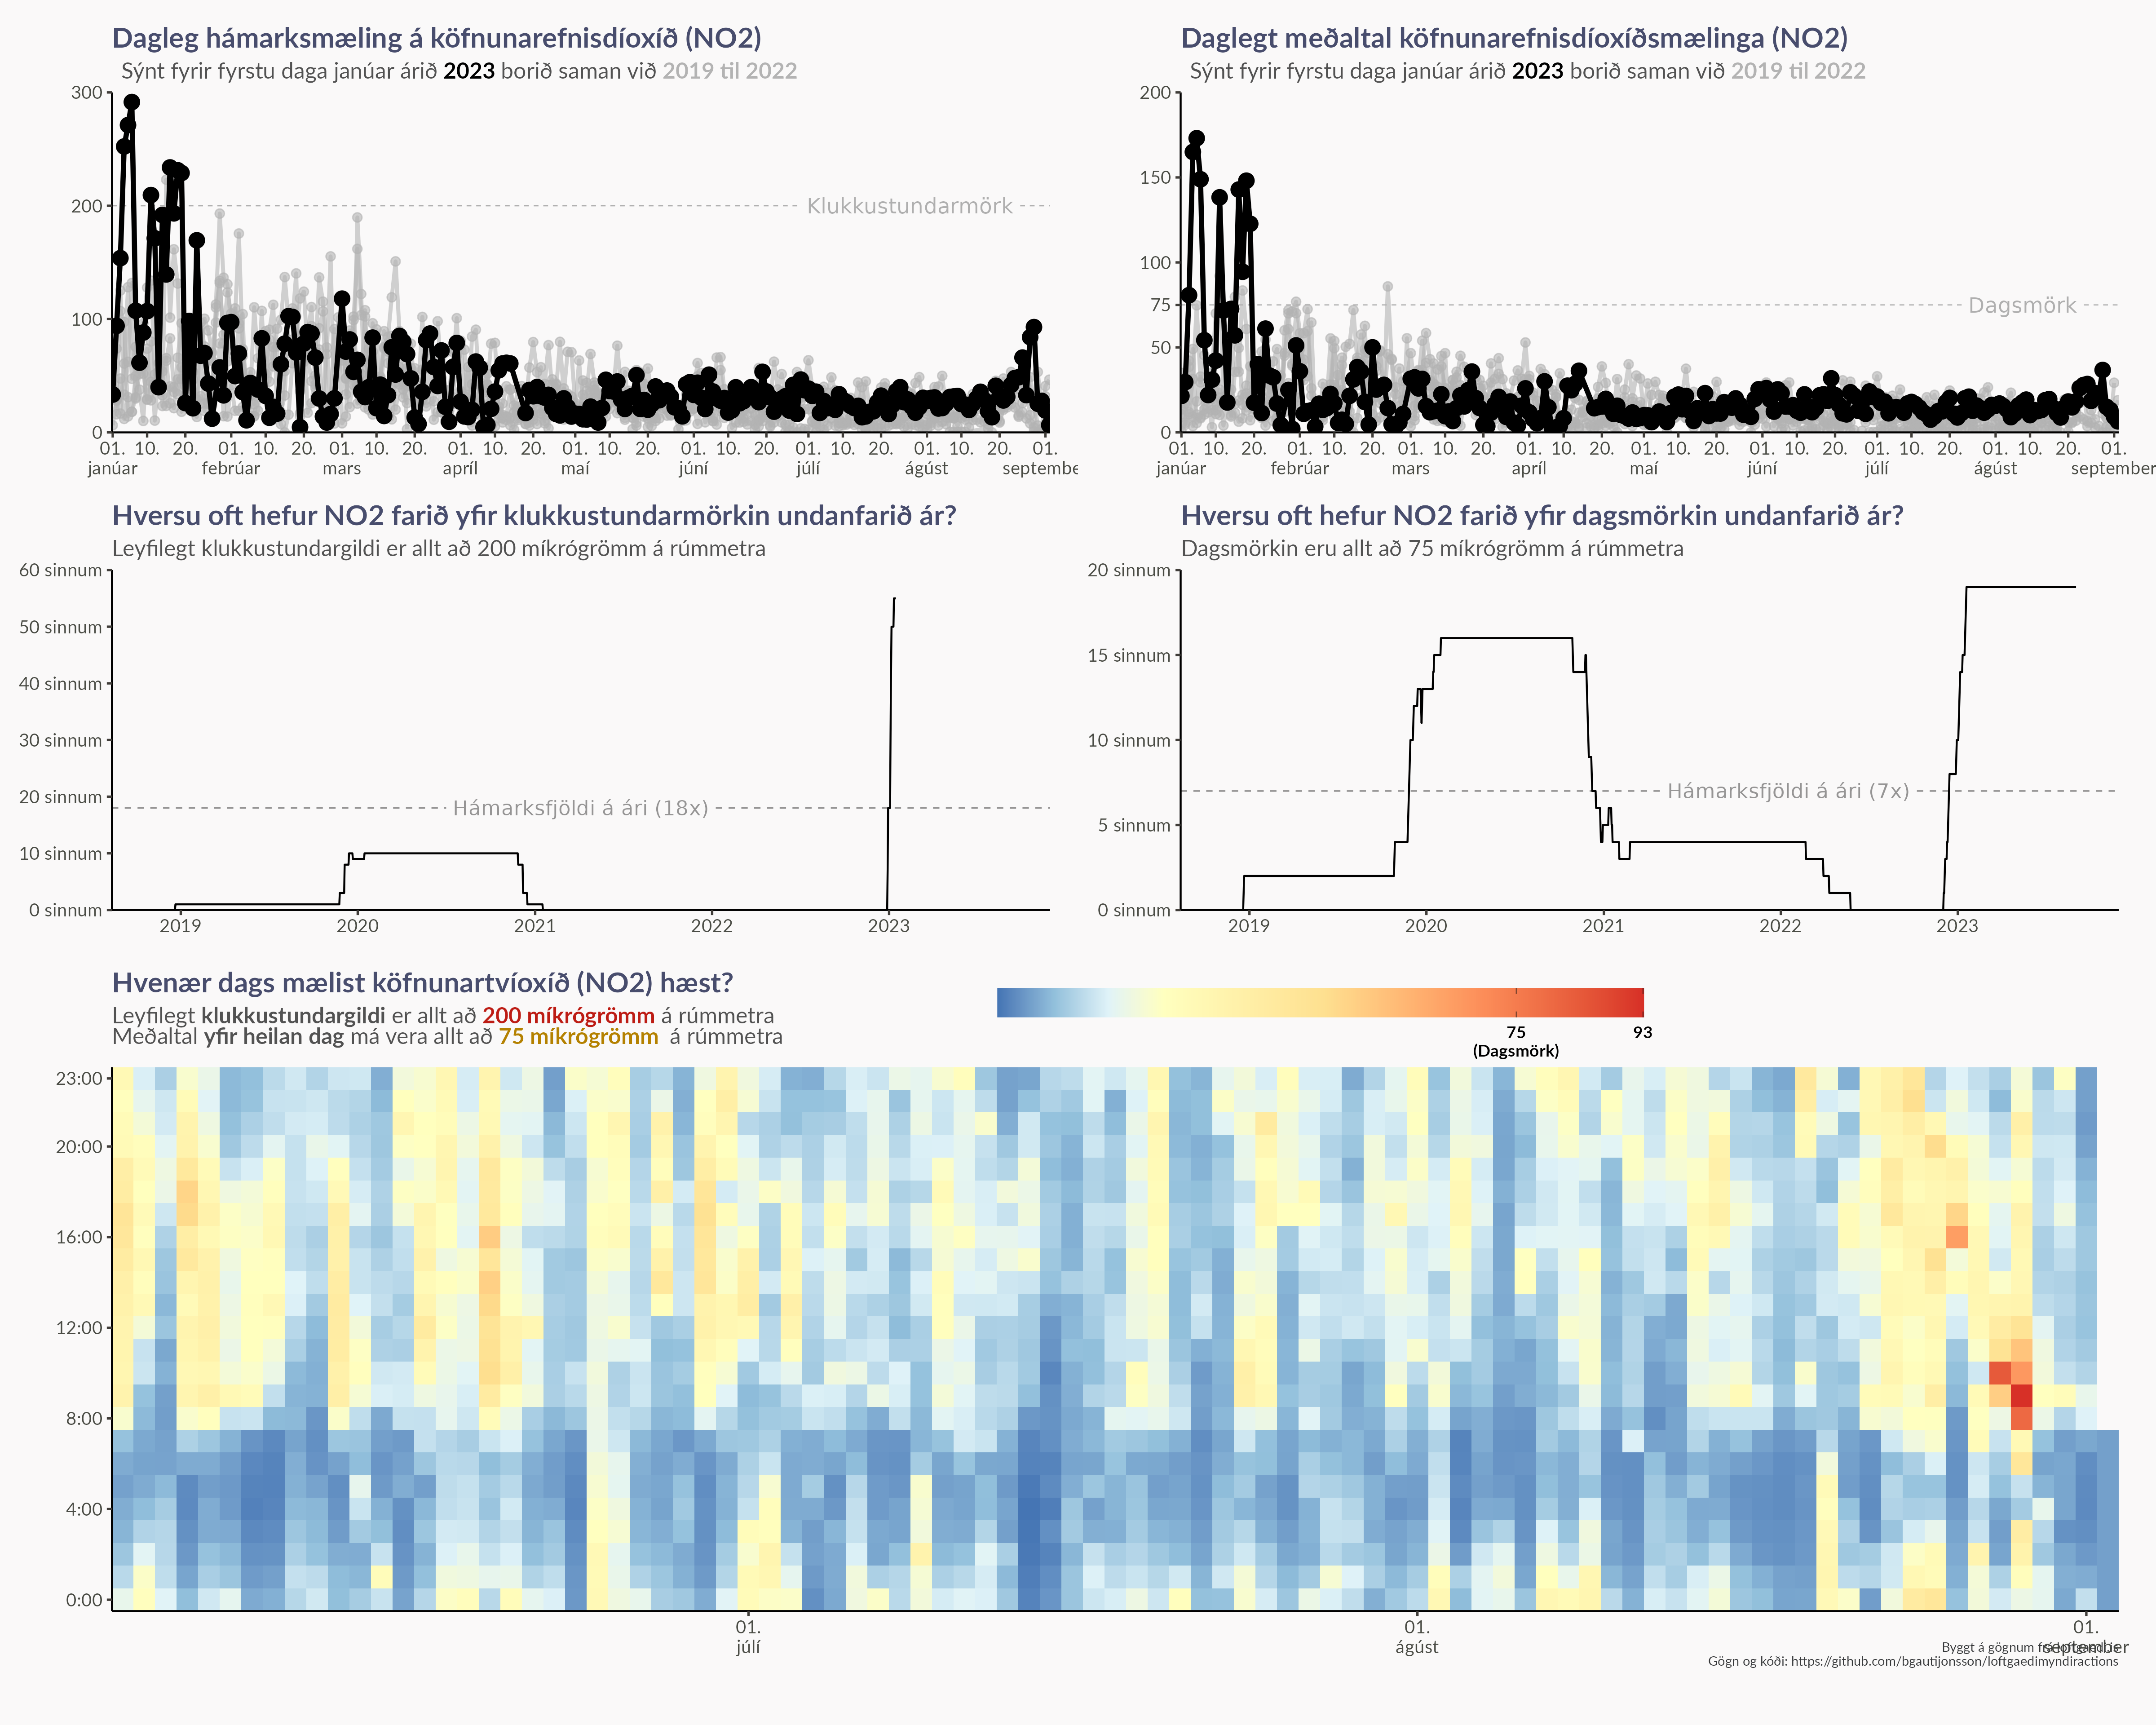 Dagleg hámarksmæling á köfnunarefnisdíoxíð (NO2)
Sýnt fyrir fyrstu daga janúar árið 2023 borið saman við 2019 til 2022
300
200
100
0
Klukkustundarmörk
01. 10. 20. 01. 10. 20. 01. 10. 20. 01. 10. 20. 01. 10. 20. 01. 10. 20. 01. 10. 20. 01. 10. 20. 01.
janúar febrúar mars apríl maí júní júlí ágúst septembe
Daglegt meðaltal köfnunarefnisdíoxíðsmælinga (NO2)
Sýnt fyrir fyrstu daga janúar árið 2023 borið saman við 2019 til 2022
200
150
100
75
50
0
Dagsmörk
01. 10. 20. 01. 10. 20. 01. 10. 20. 01. 10. 20. 01. 10. 20. 01. 10. 20. 01. 10. 20. 01. 10. 20. 01.
janúar febrúar mars apríl maí júní júlí ágúst september
Hversu oft hefur NO2 farið yfir klukkustundarmörkin undanfarið ár?
Leyfilegt klukkustundargildi er allt að 200 míkrógrömm á rúmmetra
60 sinnum
50 sinnum
40 sinnum
30 sinnum
20 sinnum
10 sinnum
0 sinnum
Hámarksfjöldi á ári (18x)
2019 2020 2021 2022 2023
Hversu oft hefur NO2 farið yfir dagsmörkin undanfarið ár?
Dagsmörkin eru allt að 75 míkrógrömm á rúmmetra
20 sinnum
15 sinnum
10 sinnum
5 sinnum
0 sinnum
Hámarksfjöldi á ári (7x)
2019 2020 2021 2022 2023
Hvenær dags mælist köfnunartvíoxíð (NO2) hæst?
Leyfilegt klukkustundargildi er allt að 200 míkrógrömm á rúmmetra
Meðaltal yfir heilan dag má vera allt að 75 míkrógrömm á rúmmetra
75 93
(Dagsmörk)
23:00
20:00
16:00
12:00
8:00
4:00
0:00
01. 01. 01.
júlí ágúst september
Byggt á gögnum frá
Gögn og kóði: https://github.com/bgautijonsson/loftgaedimyndiractions